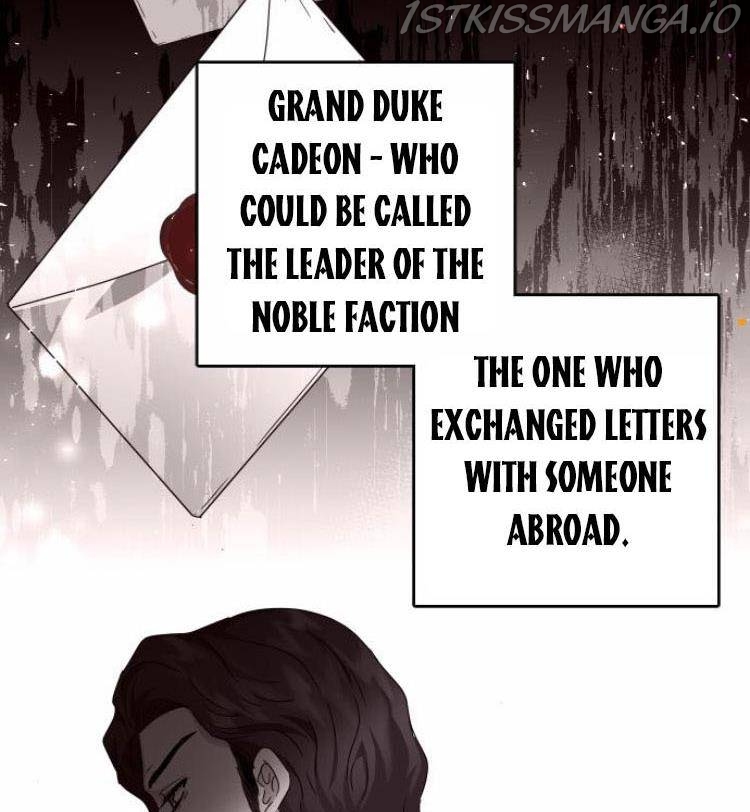 1STKISSMANGA.IO
GRAND DUKE
CADEON - WHO
COULD BE CALLED
THE LEADER OF THE
NOBLE FACTION
THE ONE WHO
EXCHANGED LETTERS
WITH SOMEONE
ABROAD.